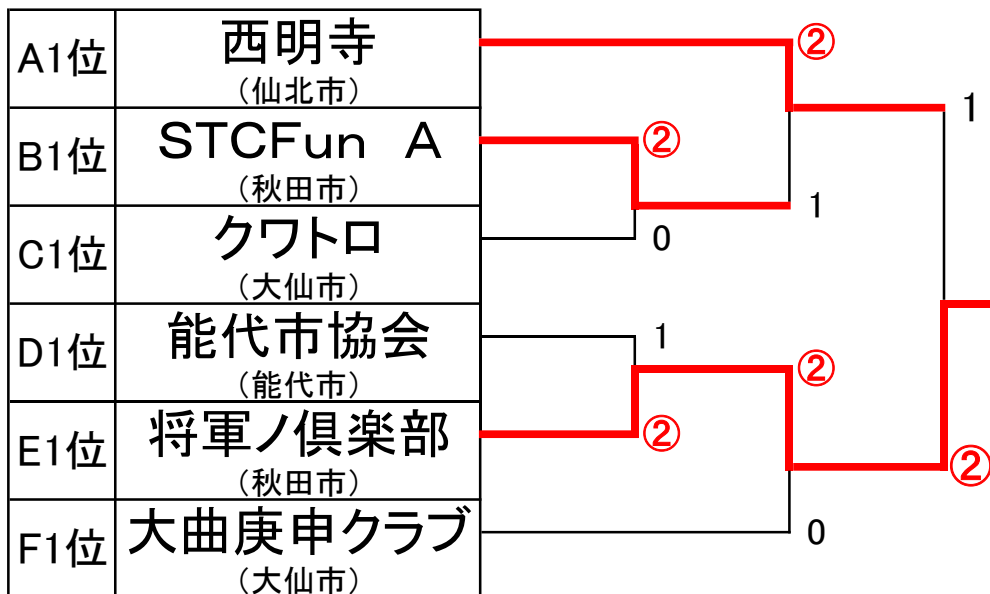 A1位 西明寺 ②
(仙北市)
1
B1位 STCFun A ②
(秋田市)
1
C1位 クワトロ 0
(大仙市)
D1位 能代市協会 1
(能代市) ②
E1位 将軍ノ倶楽部 ②
(秋田市) ②
F1位 大曲庚申クラブ 0
(大仙市)